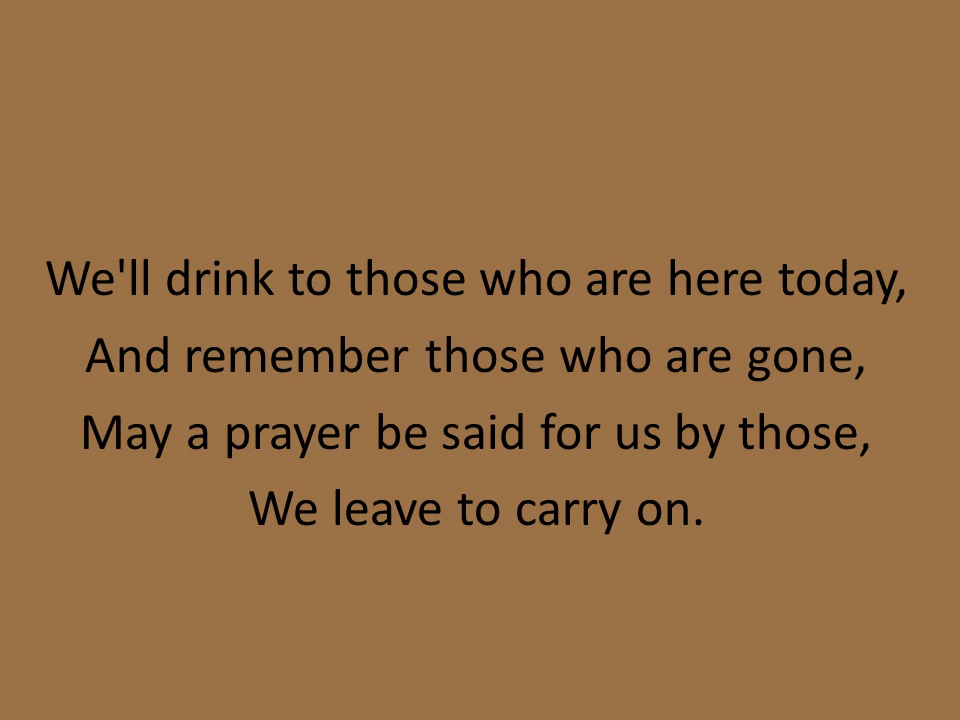 We'll drink to those who are here today,
And remember those who are gone,
May a prayer be said for us by those,
We leave to carry on.